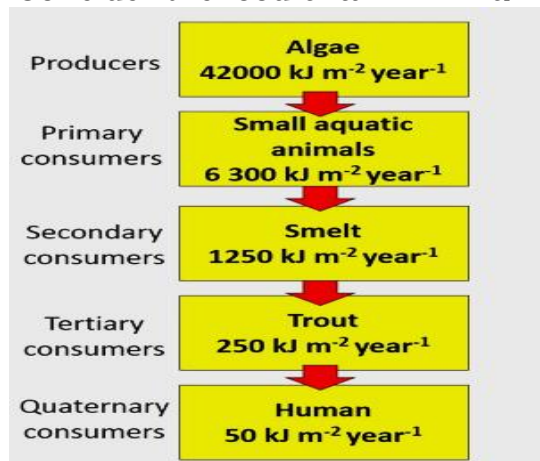 Producers
Algae
42000 kJ m-2 year-1
Primary
consumers
Small aquatic
animals
6 300 kJ m-2 year-1
Secondary
consumers
Smelt
1250 kJ m-2 year-1
Tertiary
consumers
Trout
250 kJ m-2 year-1
Quaternary
consumers
Human
50 kJ m-2 year-1